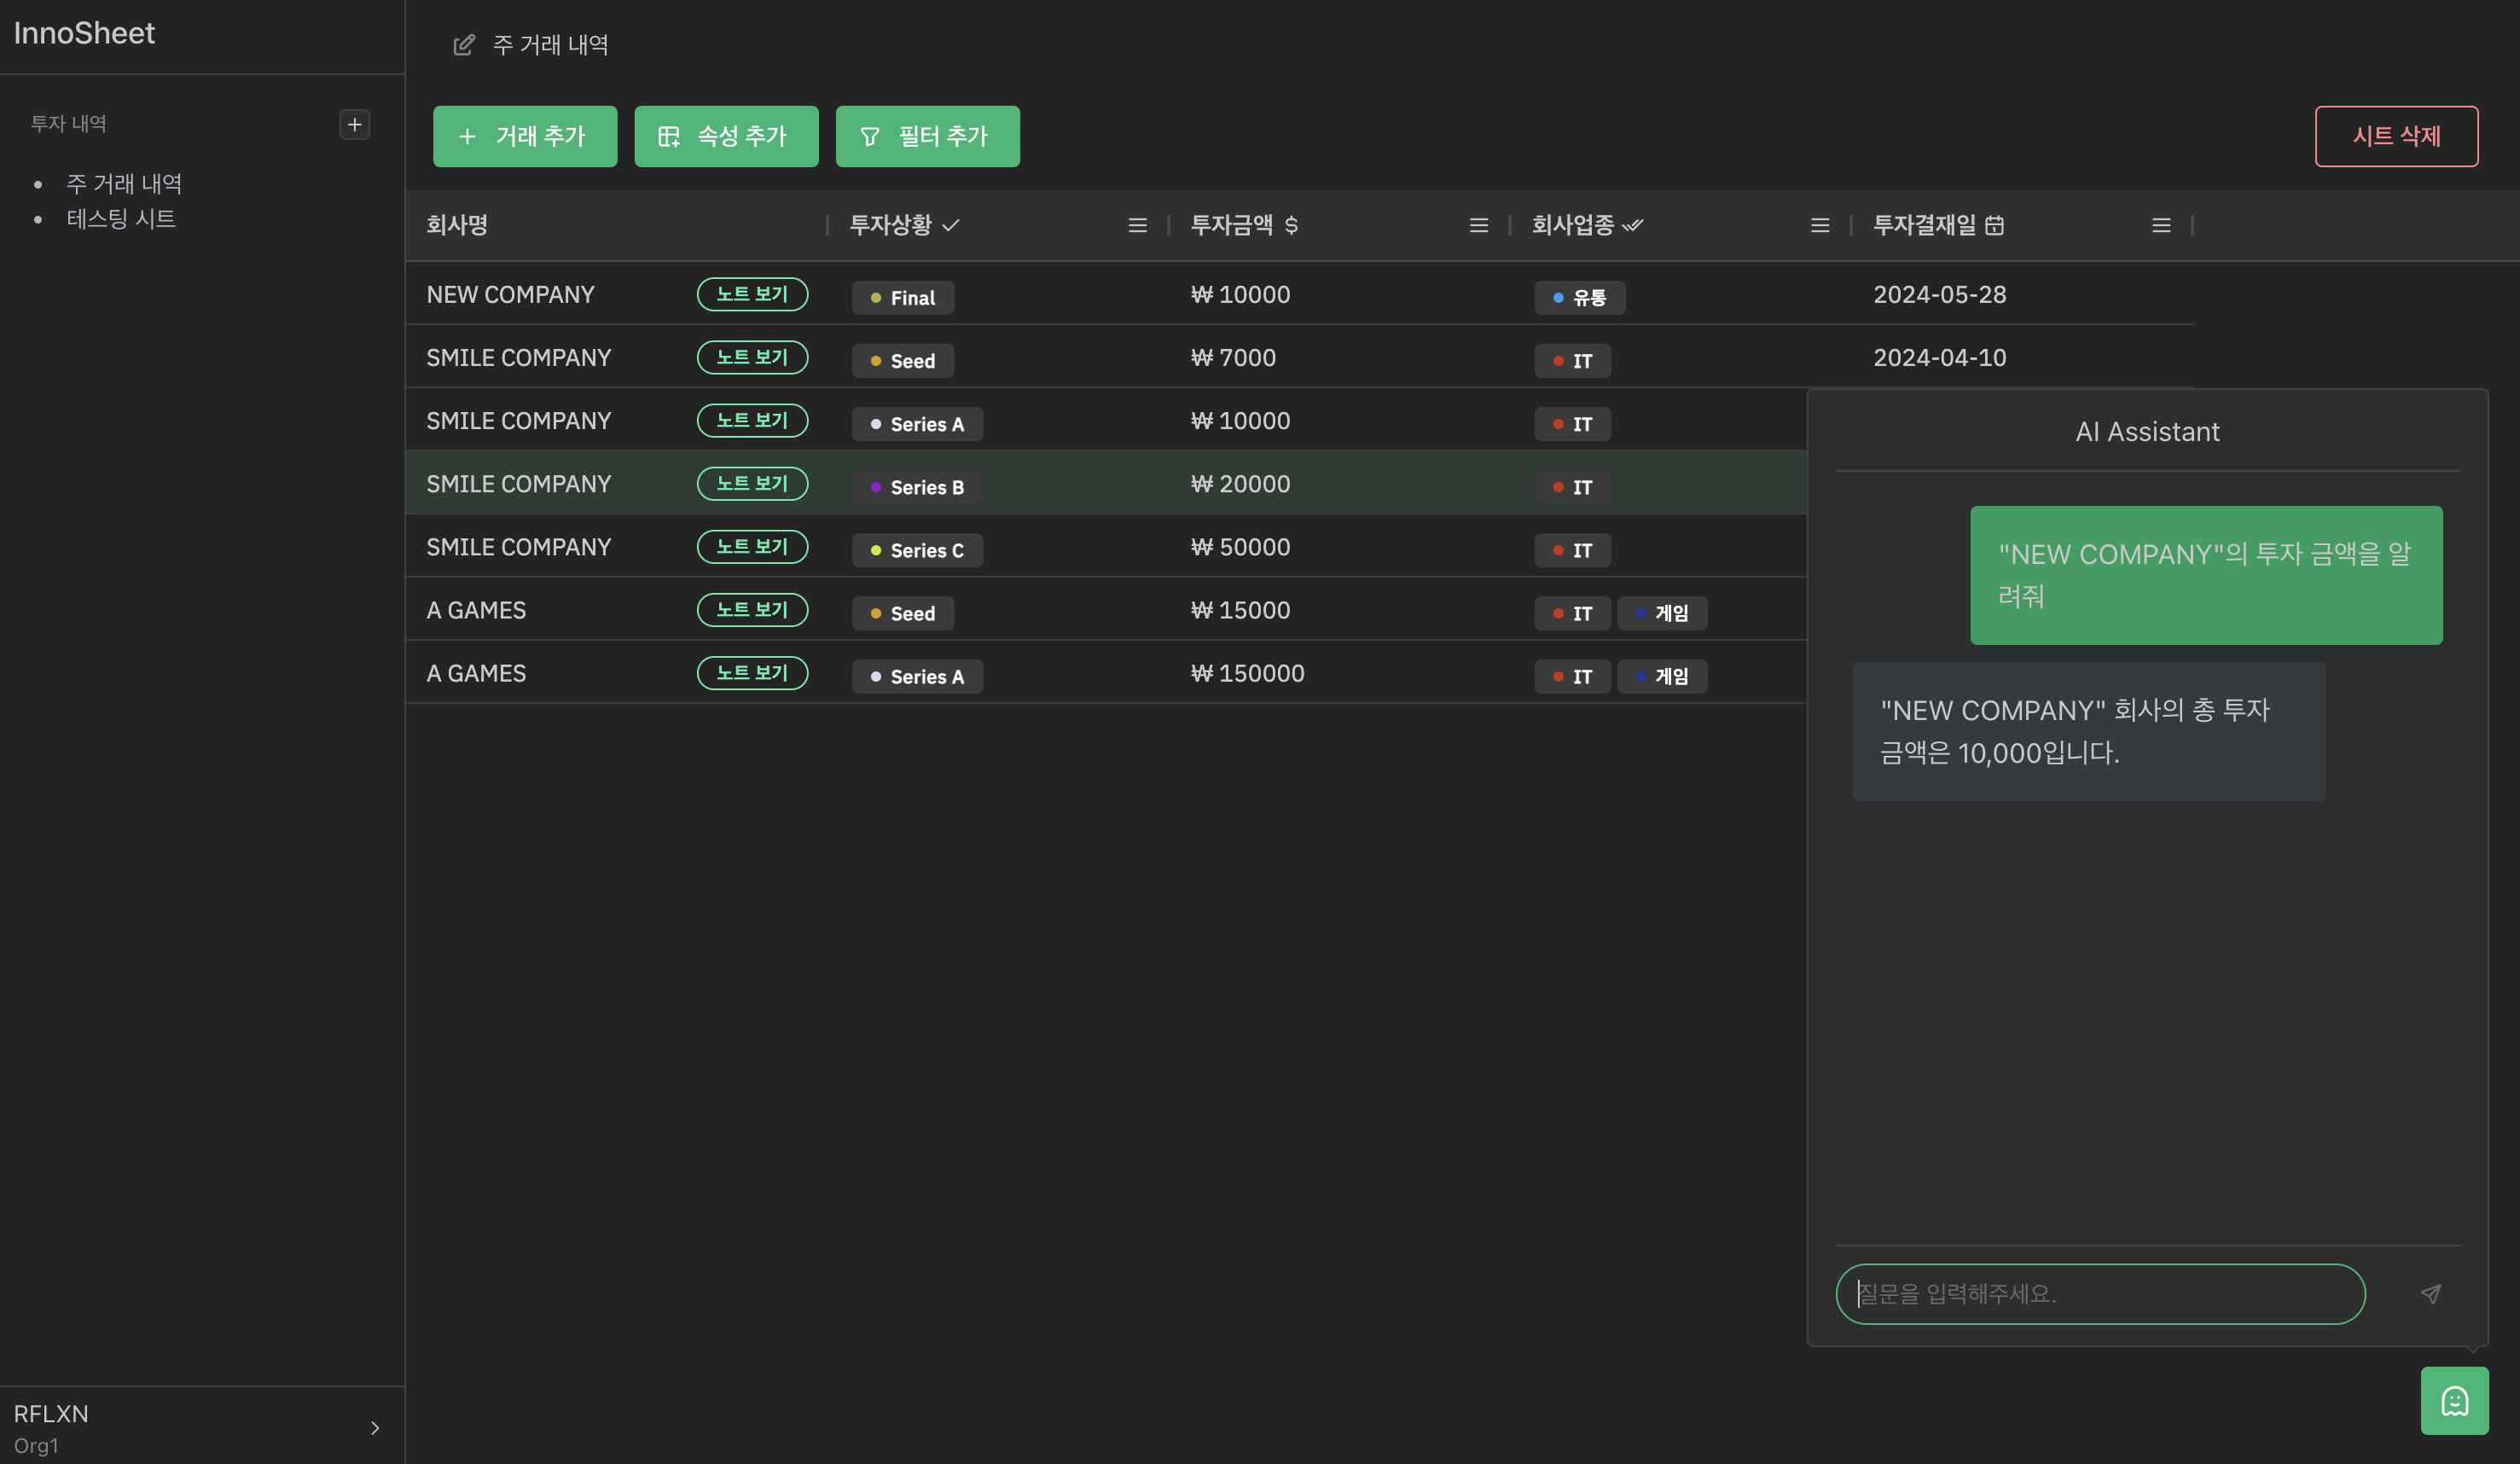 InnoSheet
투자 내역
주 거래 내역
테스팅 시트
RFLXN
Org1
주 거래 내역
거래 추가 속성 추가 필터 추가 시트 삭제
회사명 투자상황 투자금액 회사업종 투자결재일
NEW COMPANY 노트 보기 Final ₩ 10000 유통 2024-05-28
SMILE COMPANY 노트 보기 Seed ₩ 7000 IT 2024-04-10
SMILE COMPANY 노트 보기 Series A ₩ 10000 IT
SMILE COMPANY 노트 보기 Series B ₩ 20000 IT
SMILE COMPANY 노트 보기 Series C ₩ 50000 IT
A GAMES 노트 보기 Seed ₩ 15000 IT 게임
A GAMES 노트 보기 Series A ₩ 150000 IT 게임
AI Assistant
"NEW COMPANY"의 투자 금액을 알
려줘
"NEW COMPANY" 회사의 총 투자
금액은 10,000입니다.
질문을 입력해주세요.